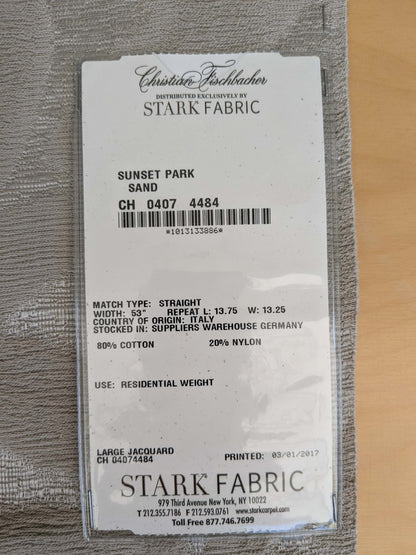 Christian Fischbacher
DISTRIBUTED EXCLUSIVELY BY
STARK FABRIC
SUNSET PARK
SAND
CH 0407 4484
*1013133886*
MATCH TYPE: STRAIGHT
WIDTH: 53" REPEAT L: 13.75 W: 13.25
COUNTRY OF ORIGIN: ITALY
STOCKED IN: SUPPLIERS WAREHOUSE GERMANY
80% COTTON 20% NYLON
USE: RESIDENTIAL WEIGHT
LARGE JACQUARD
CH 04074484 PRINTED: 03/01/2017
STARK FABRIC
979 Third Avenue New York, NY 10022
T 212.355.7186 F 212.593.0761 www.starkcarpet.com
Toll Free 877.746.7699